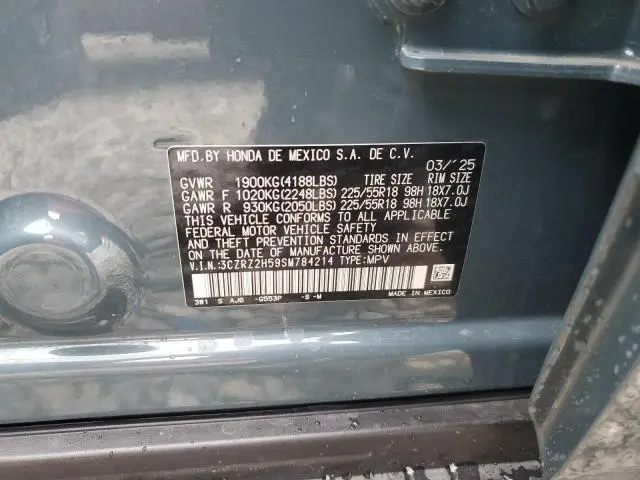 MFD.BY HONDA DE MEXICO S.A. DE C.V.
03/'25
GVWR 1900KG(4188LBS) TIRE SIZE RIM SIZE
GAWR F 1020KG(2248LBS) 225/55R18 98H 18X7.0J
GAWR R 930KG(2050LBS) 225/55R18 98H 18X7.0J
THIS VEHICLE CONFORMS TO ALL APPLICABLE
FEDERAL MOTOR VEHICLE SAFETY
AND THEFT PREVENTION STANDARDS IN EFFECT
ON THE DATE OF MANUFACTURE SHOWN ABOVE.
V.I.N.:3CZRZ2H59SM784214 TYPE:MPV
3W1 S AJ6 -G553P -S -M
MADE IN MEXICO